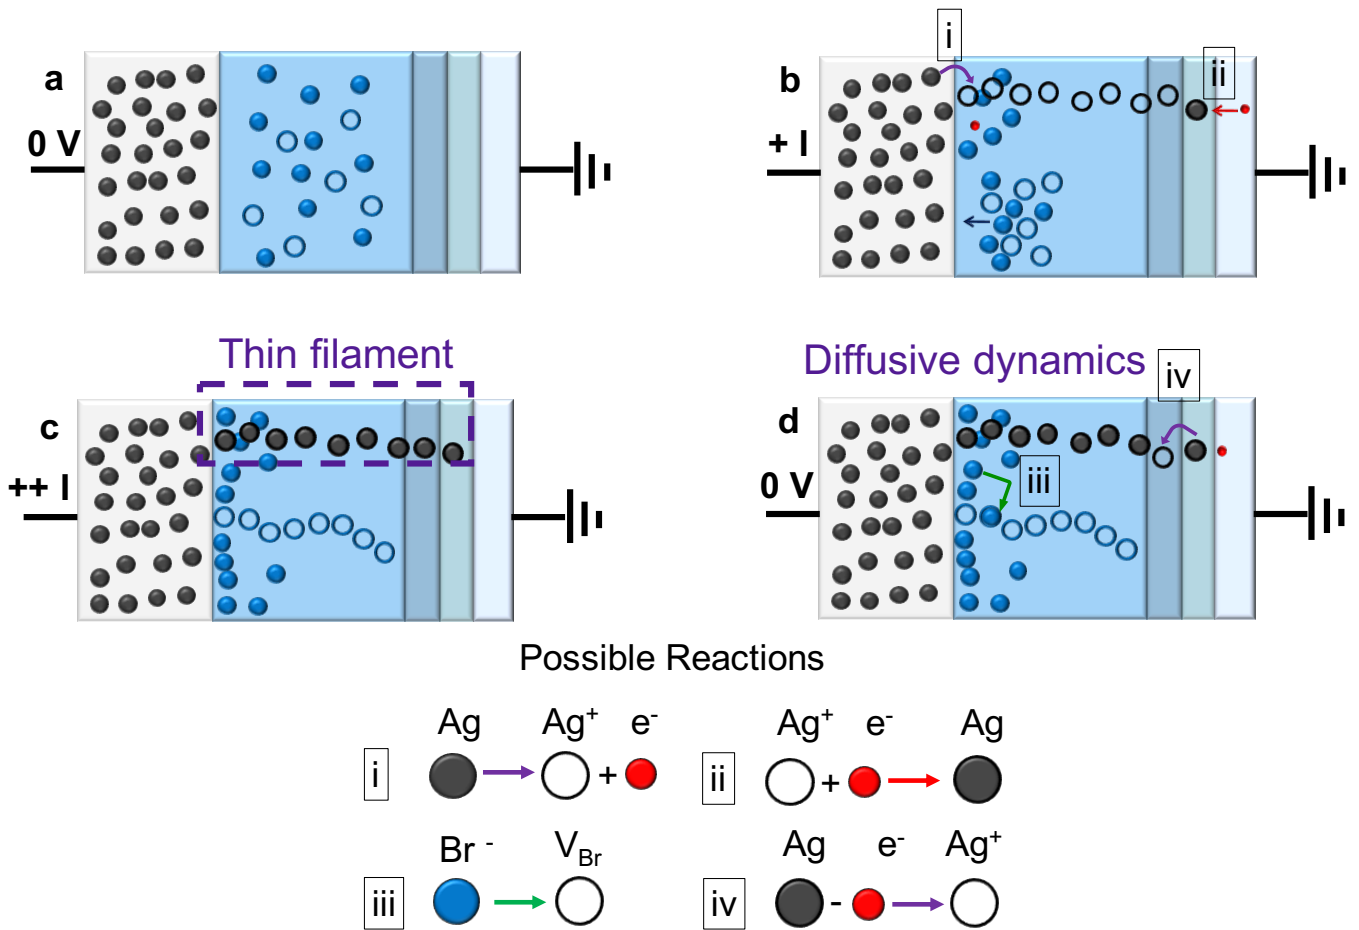 a
0 V
b
+ I
i
ii
Thin filament
c
++ I
Diffusive dynamics
d
0 V
iii
iv
Possible Reactions
i
Ag
Ag⁺
+
e⁻
ii
Ag⁺
+
e⁻
Ag
iii
Br ⁻
V_Br
iv
Ag
-
e⁻
Ag⁺